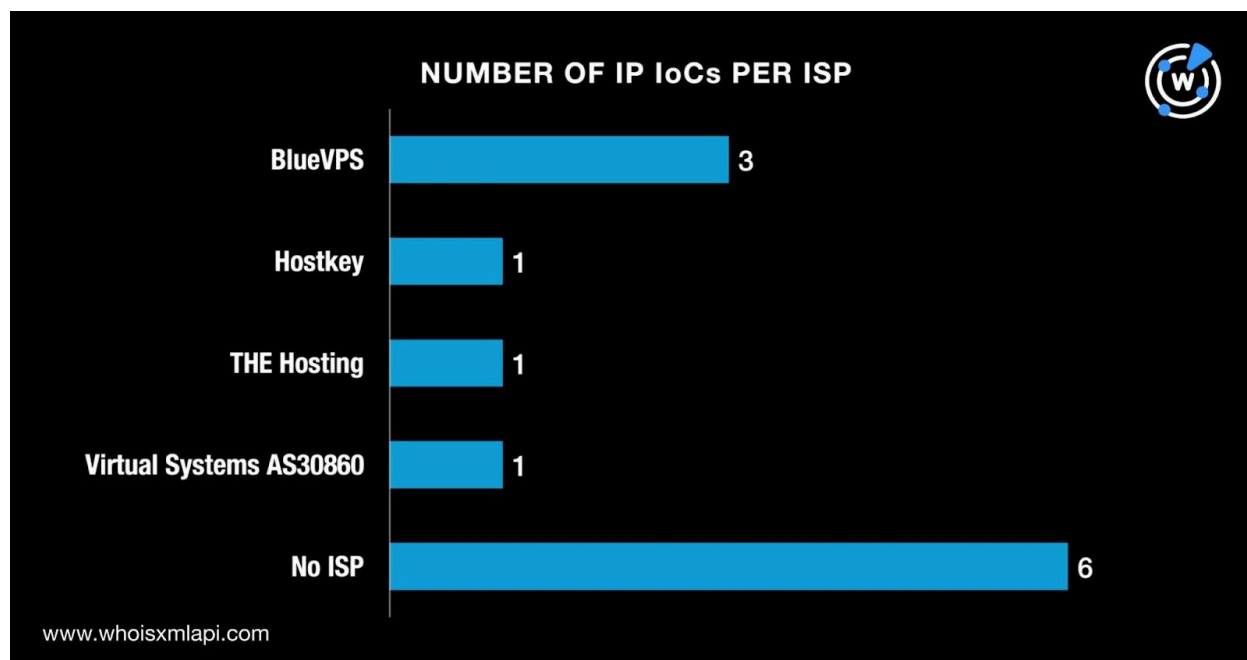 NUMBER OF IP IoCs PER ISP
W
BlueVPS 3
Hostkey 1
THE Hosting 1
Virtual Systems AS30860 1
No ISP 6
www.whoisxmlapi.com